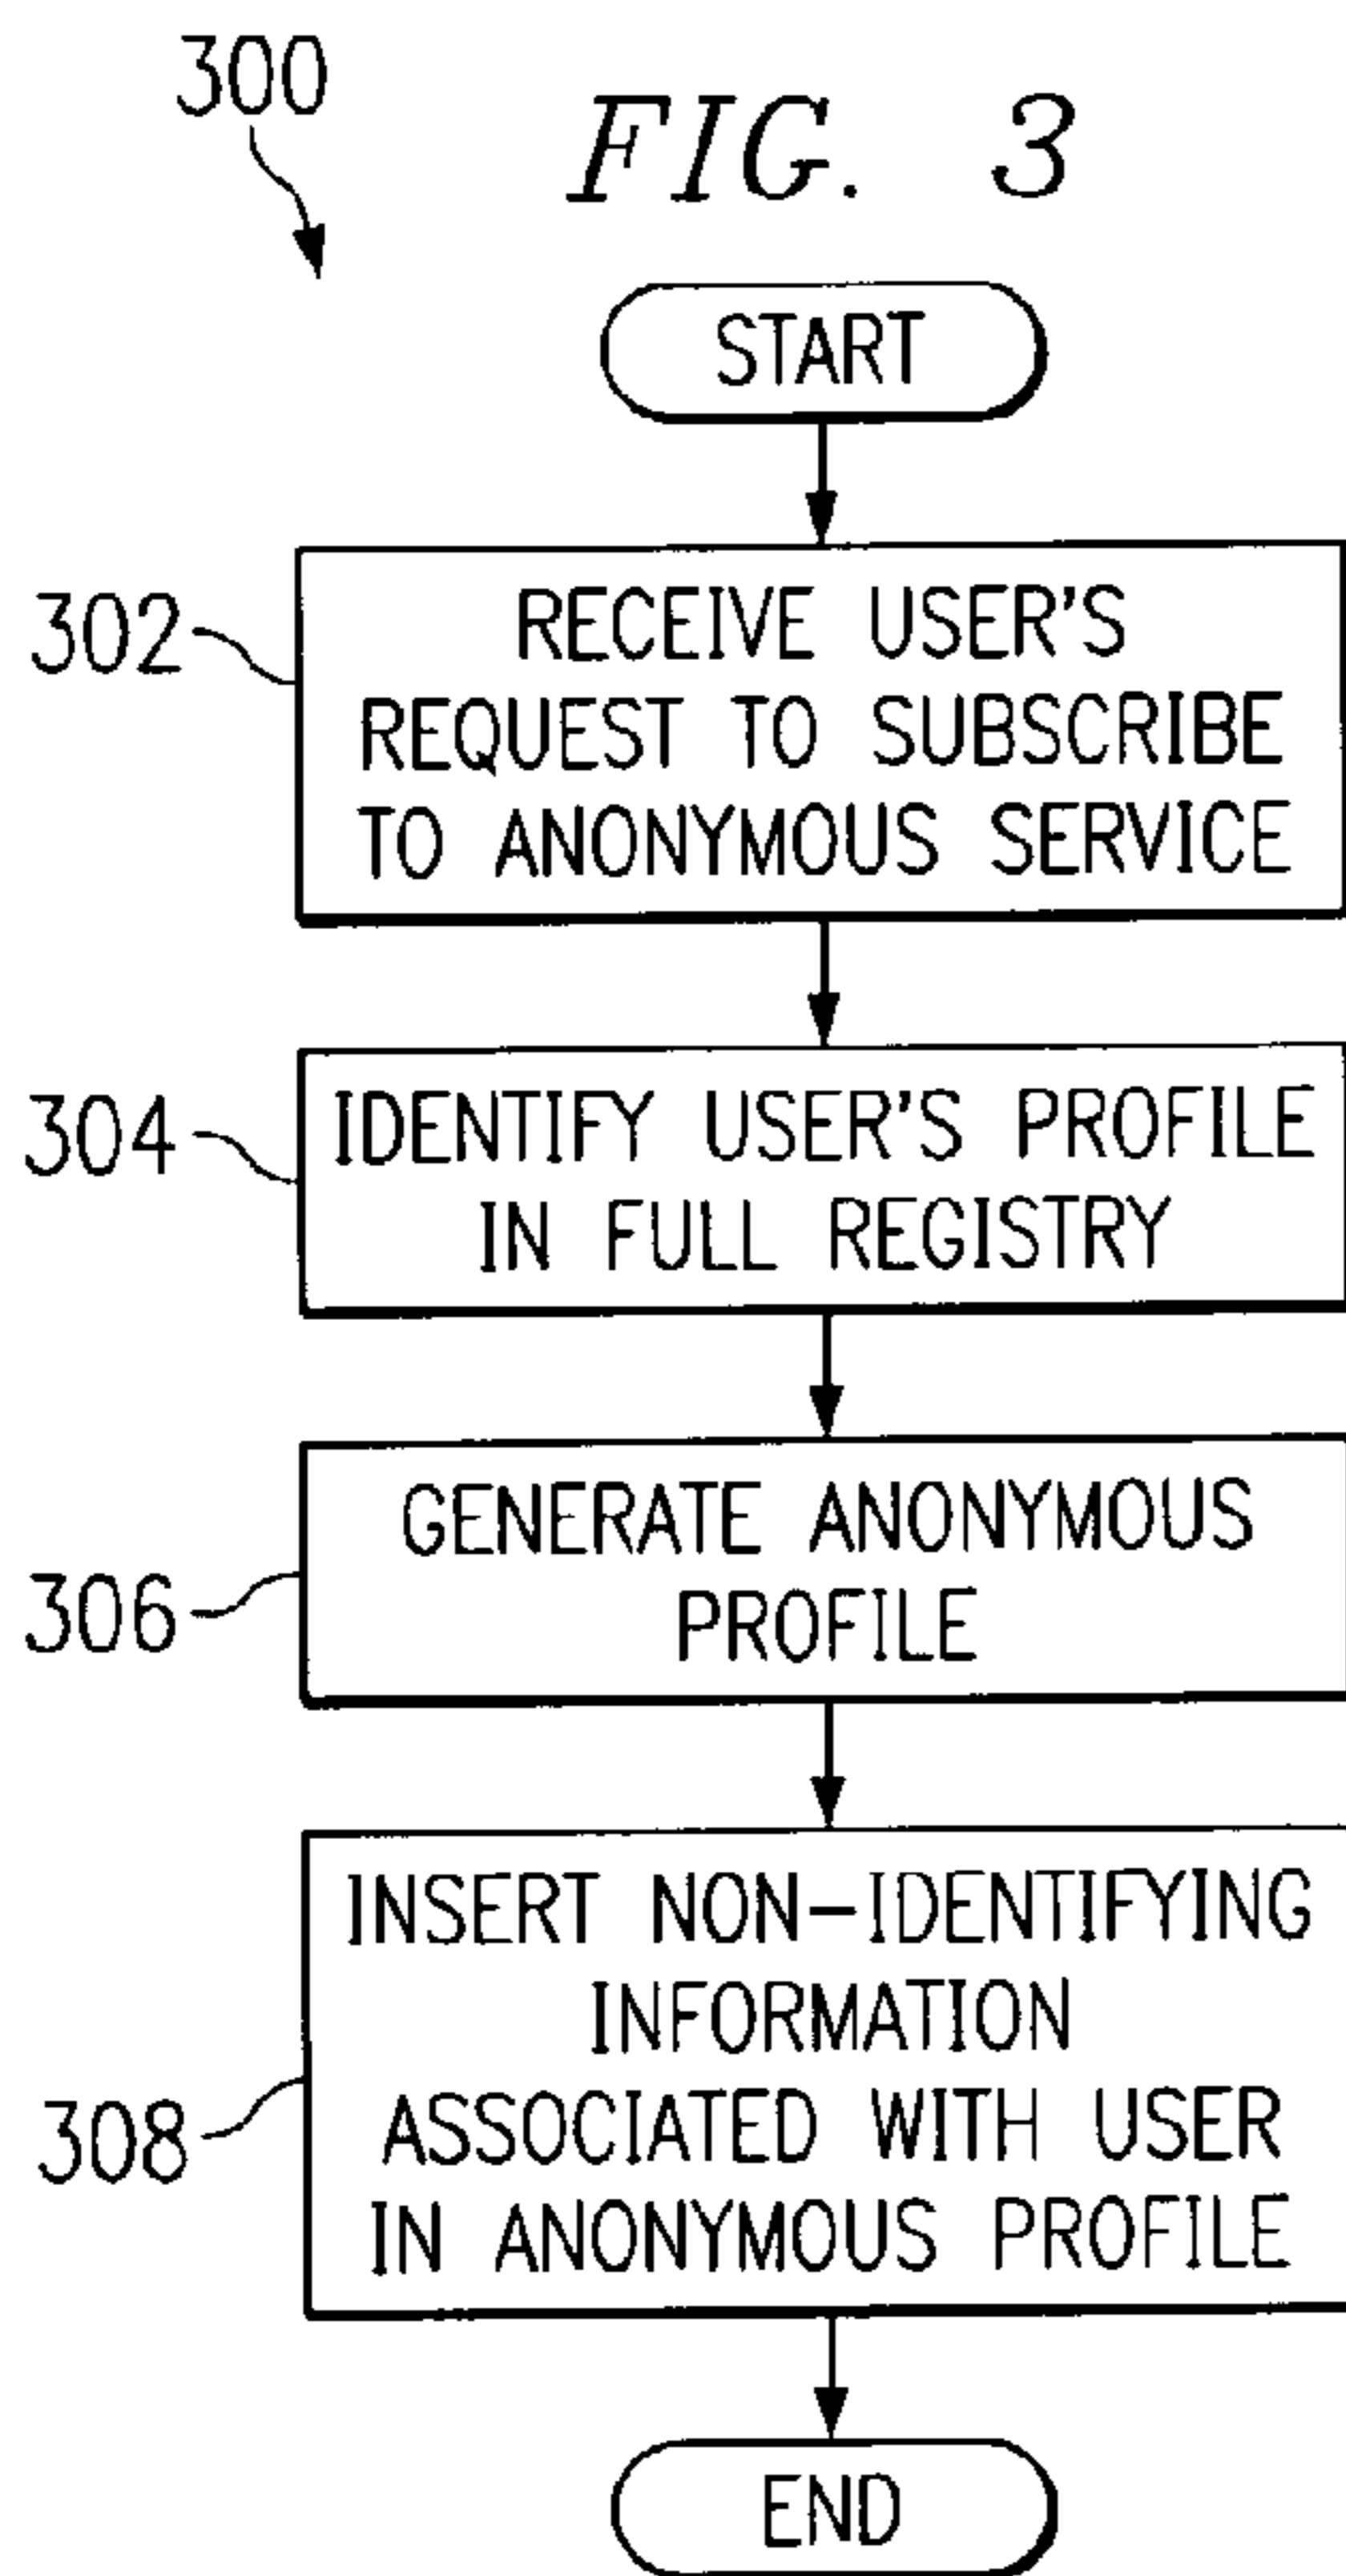 300
FIG. 3
START
302
RECEIVE USER'S
REQUEST TO SUBSCRIBE
TO ANONYMOUS SERVICE
304
IDENTIFY USER'S PROFILE
IN FULL REGISTRY
306
GENERATE ANONYMOUS
PROFILE
308
INSERT NON-IDENTIFYING
INFORMATION
ASSOCIATED WITH USER
IN ANONYMOUS PROFILE
END